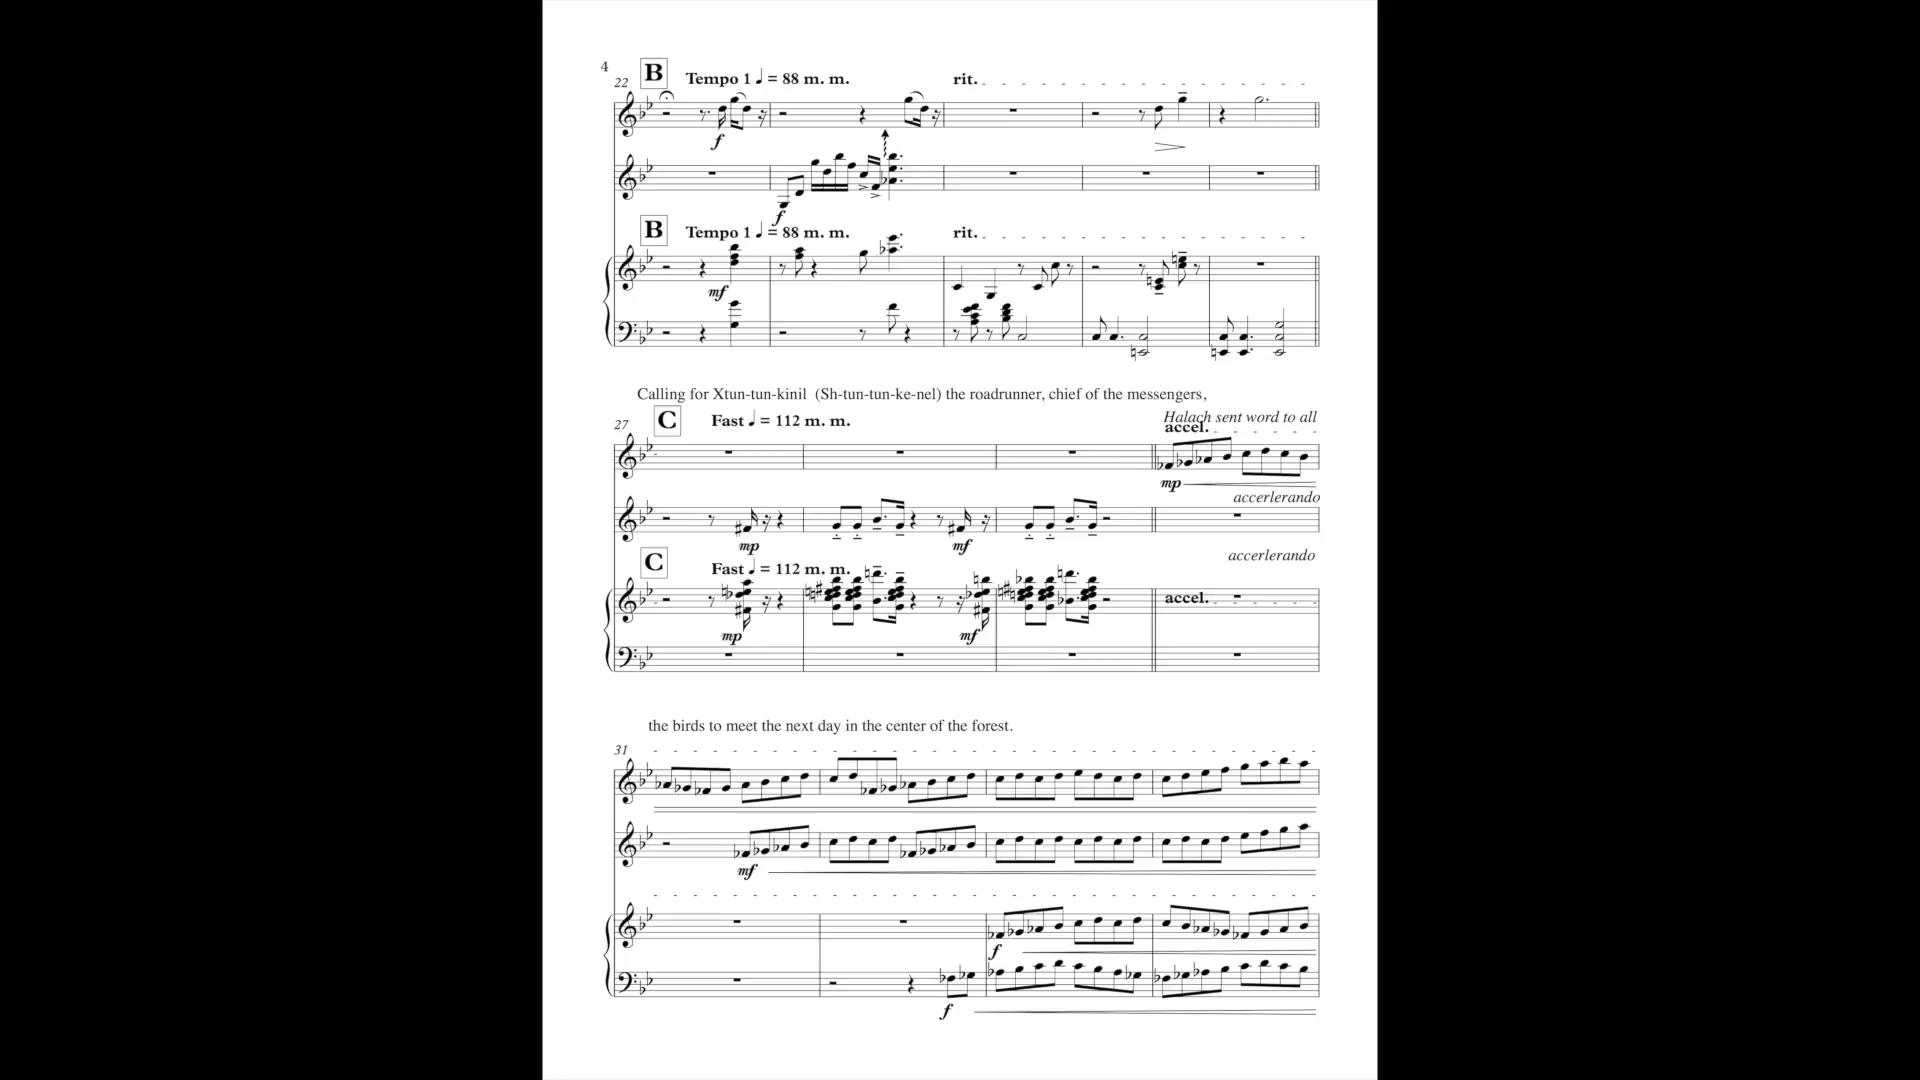 4
22
B
Tempo 1 ♩ = 88 m. m.
rit.
f
f
B
Tempo 1 ♩ = 88 m. m.
rit.
mf
Calling for Xtun-tun-kinil (Sh-tun-tun-ke-nel) the roadrunner, chief of the messengers,
27
C
Fast ♩ = 112 m. m.
Halach sent word to all
accel.
mp
accerlerando
mp
mf
accerlerando
C
Fast ♩ = 112 m. m.
accel.
mp
mf
the birds to meet the next day in the center of the forest.
31
mf
f
f